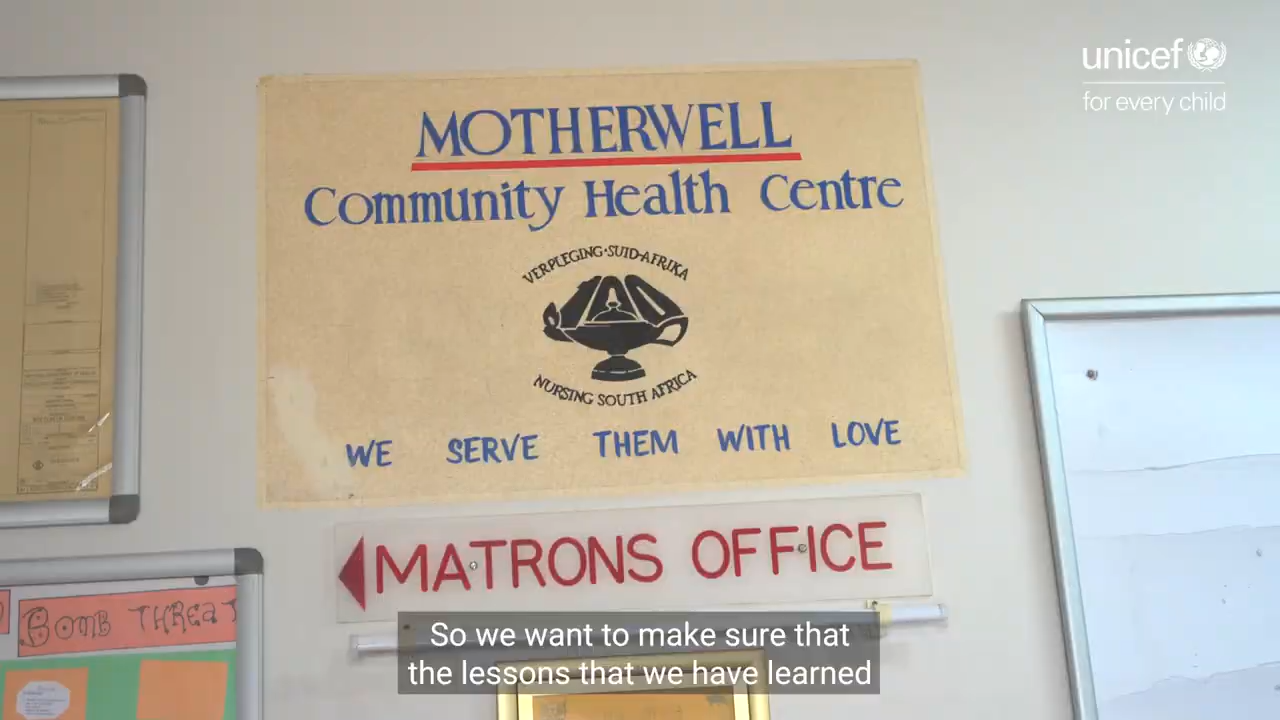 unicef
for every child
MOTHERWELL
Community Health Centre
VERPLEGING·SUID-AFRIKA
NURSING SOUTH AFRICA
WE SERVE THEM WITH LOVE
MATRONS OFFICE
BOMB THREAT
So we want to make sure that
the lessons that we have learned